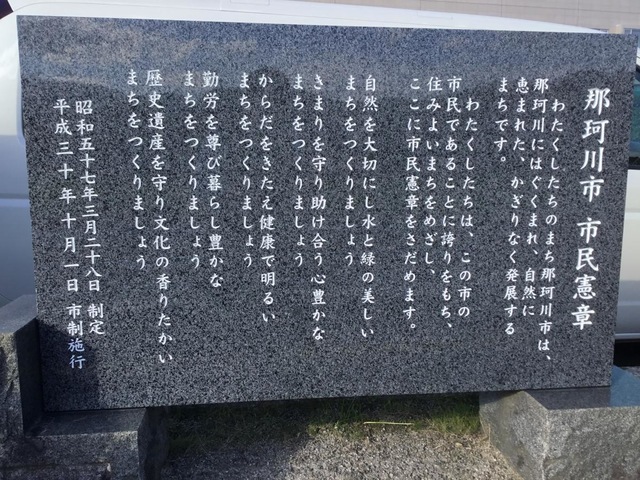 那珂川市 市民憲章
わたくしたちのまち那珂川市は、
那珂川にはぐくまれ、自然に
恵まれた、かぎりなく発展する
まちです。
わたくしたちは、この市の
市民であることに誇りをもち、
住みよいまちをめざし、
ここに市民憲章をさだめます。
自然を大切にし水と緑の美しい
まちをつくりましょう
きまりを守り助け合う心豊かな
まちをつくりましょう
からだをきたえ健康で明るい
まちをつくりましょう
勤労を尊び暮らし豊かな
まちをつくりましょう
歴史遺産を守り文化の香りたかい
まちをつくりましょう
昭和五十七年三月二十八日 制定
平成三十年十月一日 市制施行